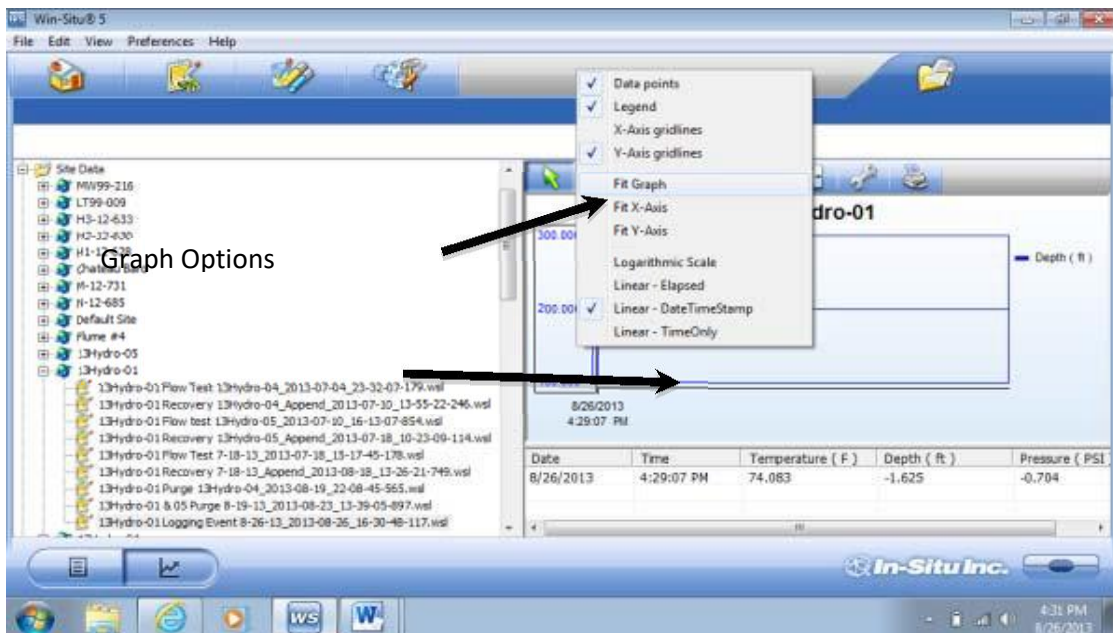 Win-Situ® 5
File Edit View Preferences Help
Data points
Legend
X-Axis gridlines
Y-Axis gridlines
Fit Graph
Fit X-Axis
Fit Y-Axis
Logarithmic Scale
Linear - Elapsed
Linear - DateTimeStamp
Linear - TimeOnly
Site Data
MW99-216
LT99-009
H3-12-633
Graph Options
M-12-731
N-12-685
Default Site
Flume #4
13Hydro-05
13Hydro-01
13Hydro-01 Flow Test 13Hydro-04_2013-07-04_23-32-07-179.wsl
13Hydro-01 Recovery 13Hydro-04_Append_2013-07-10_13-55-22-246.wsl
13Hydro-01 Flow test 13Hydro-05_2013-07-10_16-13-07-854.wsl
13Hydro-01 Recovery 13Hydro-05_Append_2013-07-18_10-23-09-114.wsl
13Hydro-01 Flow Test 7-18-13_2013-07-18_15-17-45-178.wsl
13Hydro-01 Recovery 7-18-13_Append_2013-08-18_13-26-21-749.wsl
13Hydro-01 Purge 13Hydro-04_2013-08-19_22-08-45-565.wsl
13Hydro-01 & 05 Purge 8-19-13_2013-08-23_13-39-05-897.wsl
13Hydro-01 Logging Event 8-26-13_2013-08-26_16-30-48-117.wsl
dro-01
300.00
200.00
Depth ( ft )
8/26/2013
4:29:07 PM
Date Time Temperature ( F ) Depth ( ft ) Pressure ( PSI
8/26/2013 4:29:07 PM 74.083 -1.625 -0.704
In-Situ Inc.
WS
W
4:31 PM
8/26/2013